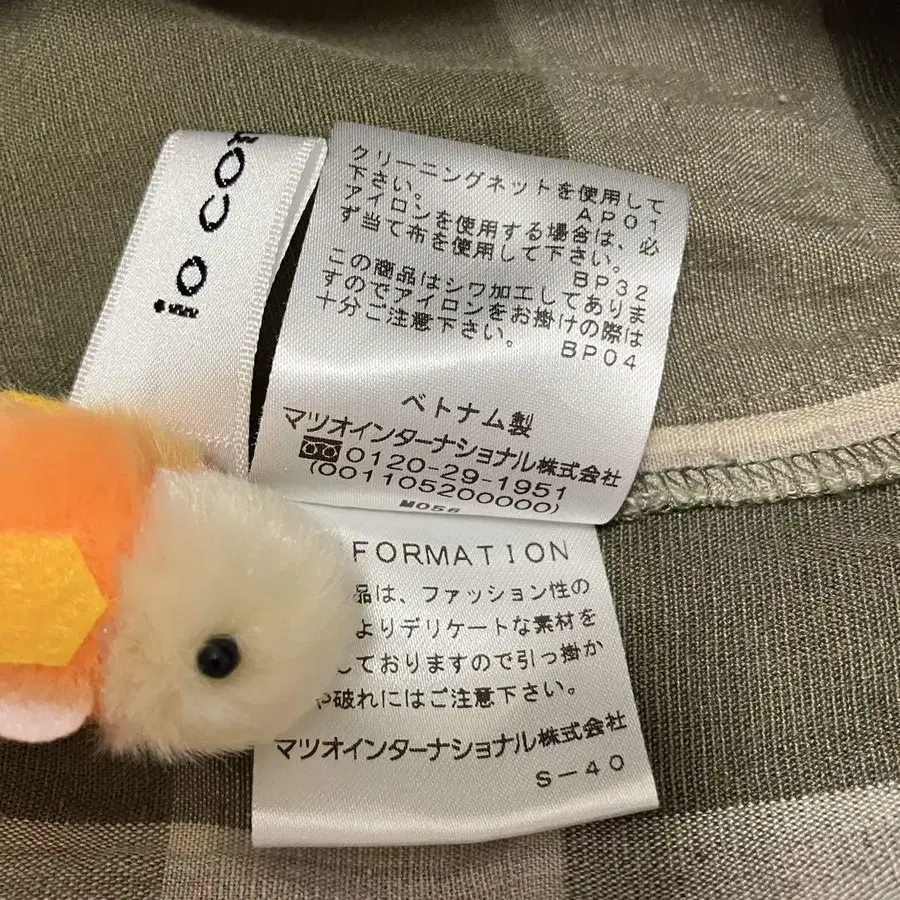 io co
クリーニングネットを使用して
下さい。 AP01
アイロンを使用する場合は、必
ず当て布を使用して下さい。
BP32
この商品はシワ加工してありま
すのでアイロンをお掛けの際は
十分ご注意下さい。 BP04
ベトナム製
マツオインターナショナル株式会社
0120-29-1951
(001105200000)
M056
FORMATION
品は、ファッション性の
よりデリケートな素材を
しておりますので引っ掛か
や破れにはご注意下さい。
マツオインターナショナル株式会社
S-40